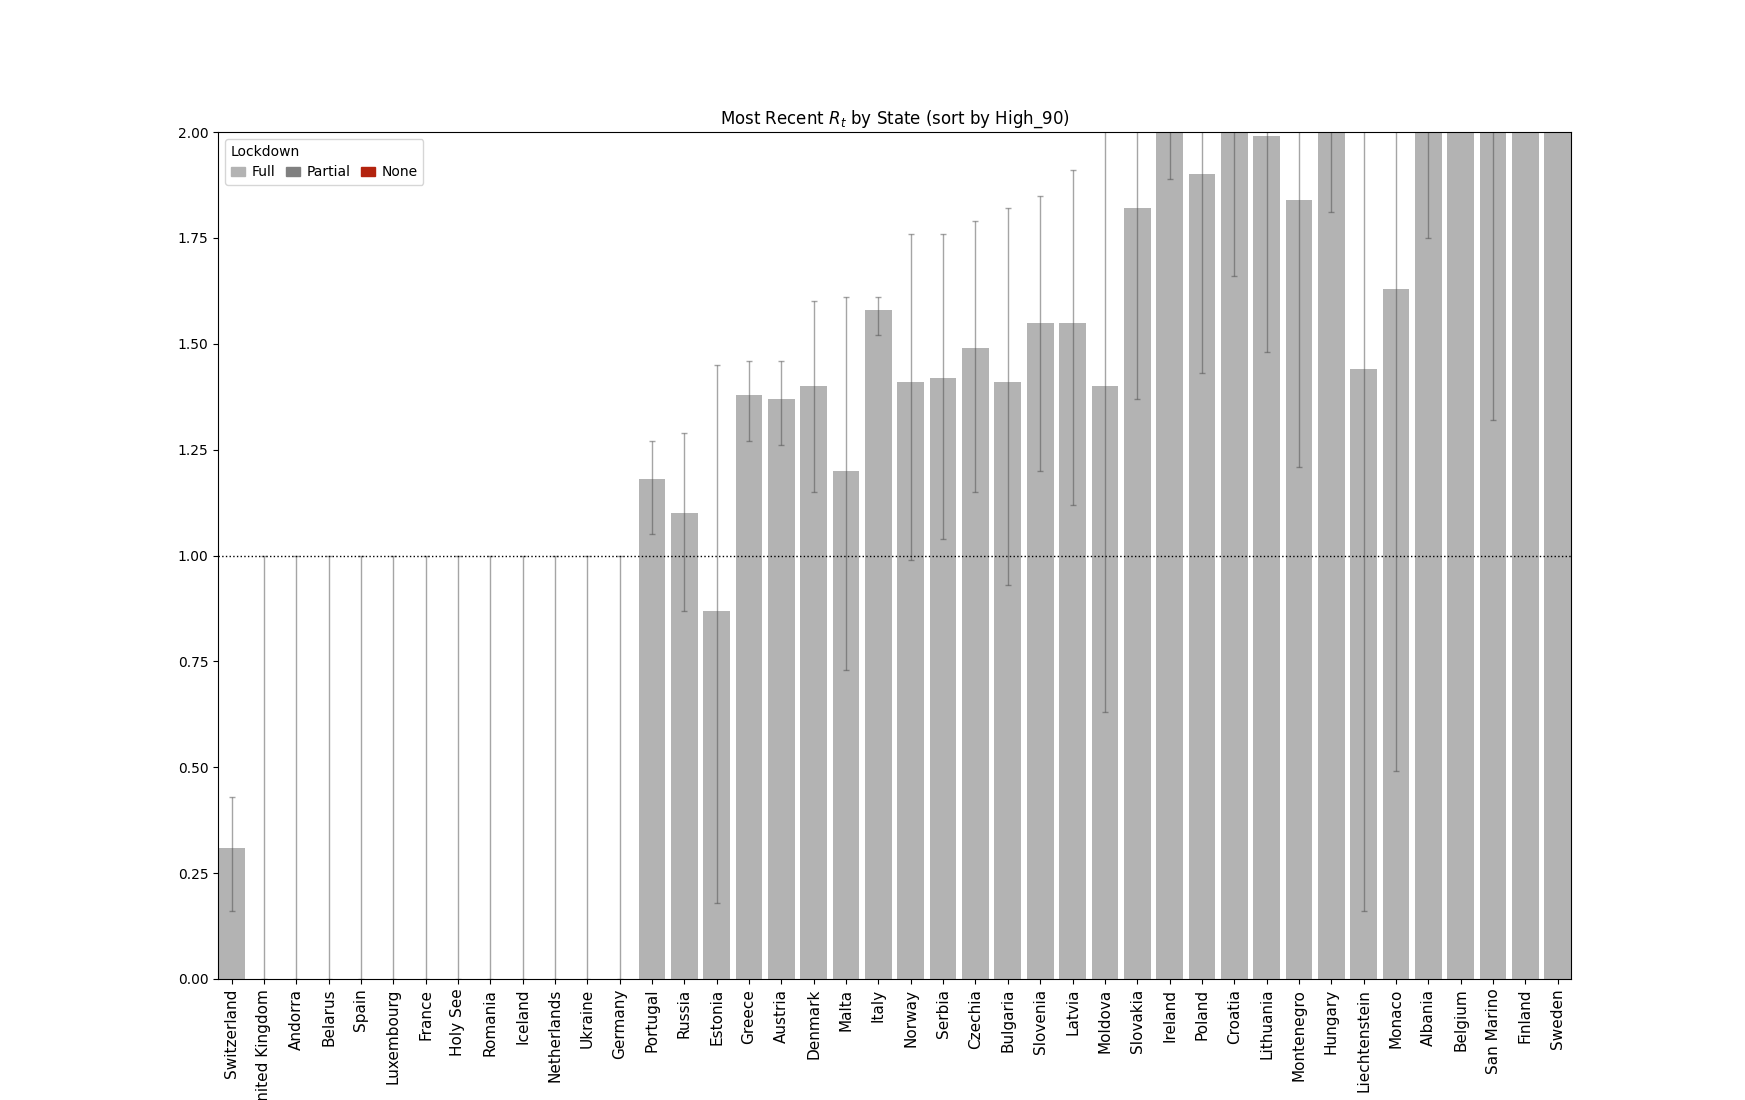 Most Recent R_t by State (sort by High_90)
Lockdown
Full Partial None
2.00
1.75
1.50
1.25
1.00
0.75
0.50
0.25
0.00
Switzerland
nited Kingdom
Andorra
Belarus
Spain
Luxembourg
France
Holy See
Romania
Iceland
Netherlands
Ukraine
Germany
Portugal
Russia
Estonia
Greece
Austria
Denmark
Malta
Italy
Norway
Serbia
Czechia
Bulgaria
Slovenia
Latvia
Moldova
Slovakia
Ireland
Poland
Croatia
Lithuania
Montenegro
Hungary
Liechtenstein
Monaco
Albania
Belgium
San Marino
Finland
Sweden